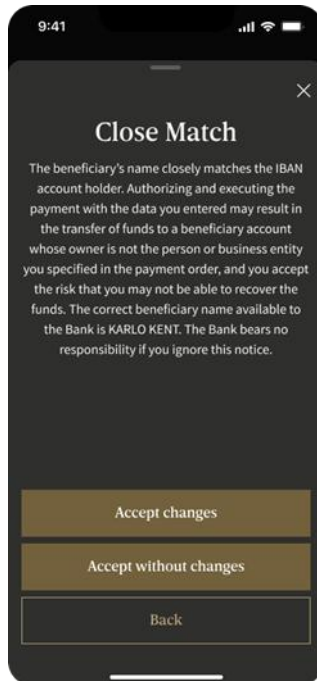 9:41
Close Match
The beneficiary's name closely matches the IBAN
account holder. Authorizing and executing the
payment with the data you entered may result in
the transfer of funds to a beneficiary account
whose owner is not the person or business entity
you specified in the payment order, and you accept
the risk that you may not be able to recover the
funds. The correct beneficiary name available to
the Bank is KARLO KENT. The Bank bears no
responsibility if you ignore this notice.
Accept changes
Accept without changes
Back